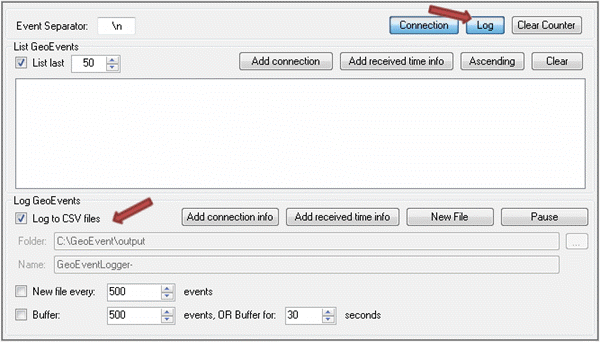 Event Separator: \n Connection Log Clear Counter
List GeoEvents
List last 50 Add connection Add received time info Ascending Clear
Log GeoEvents
Log to CSV files Add connection info Add received time info New File Pause
Folder: C:\GeoEvent\output ...
Name: GeoEventLogger-
New file every: 500 events
Buffer: 500 events, OR Buffer for: 30 seconds